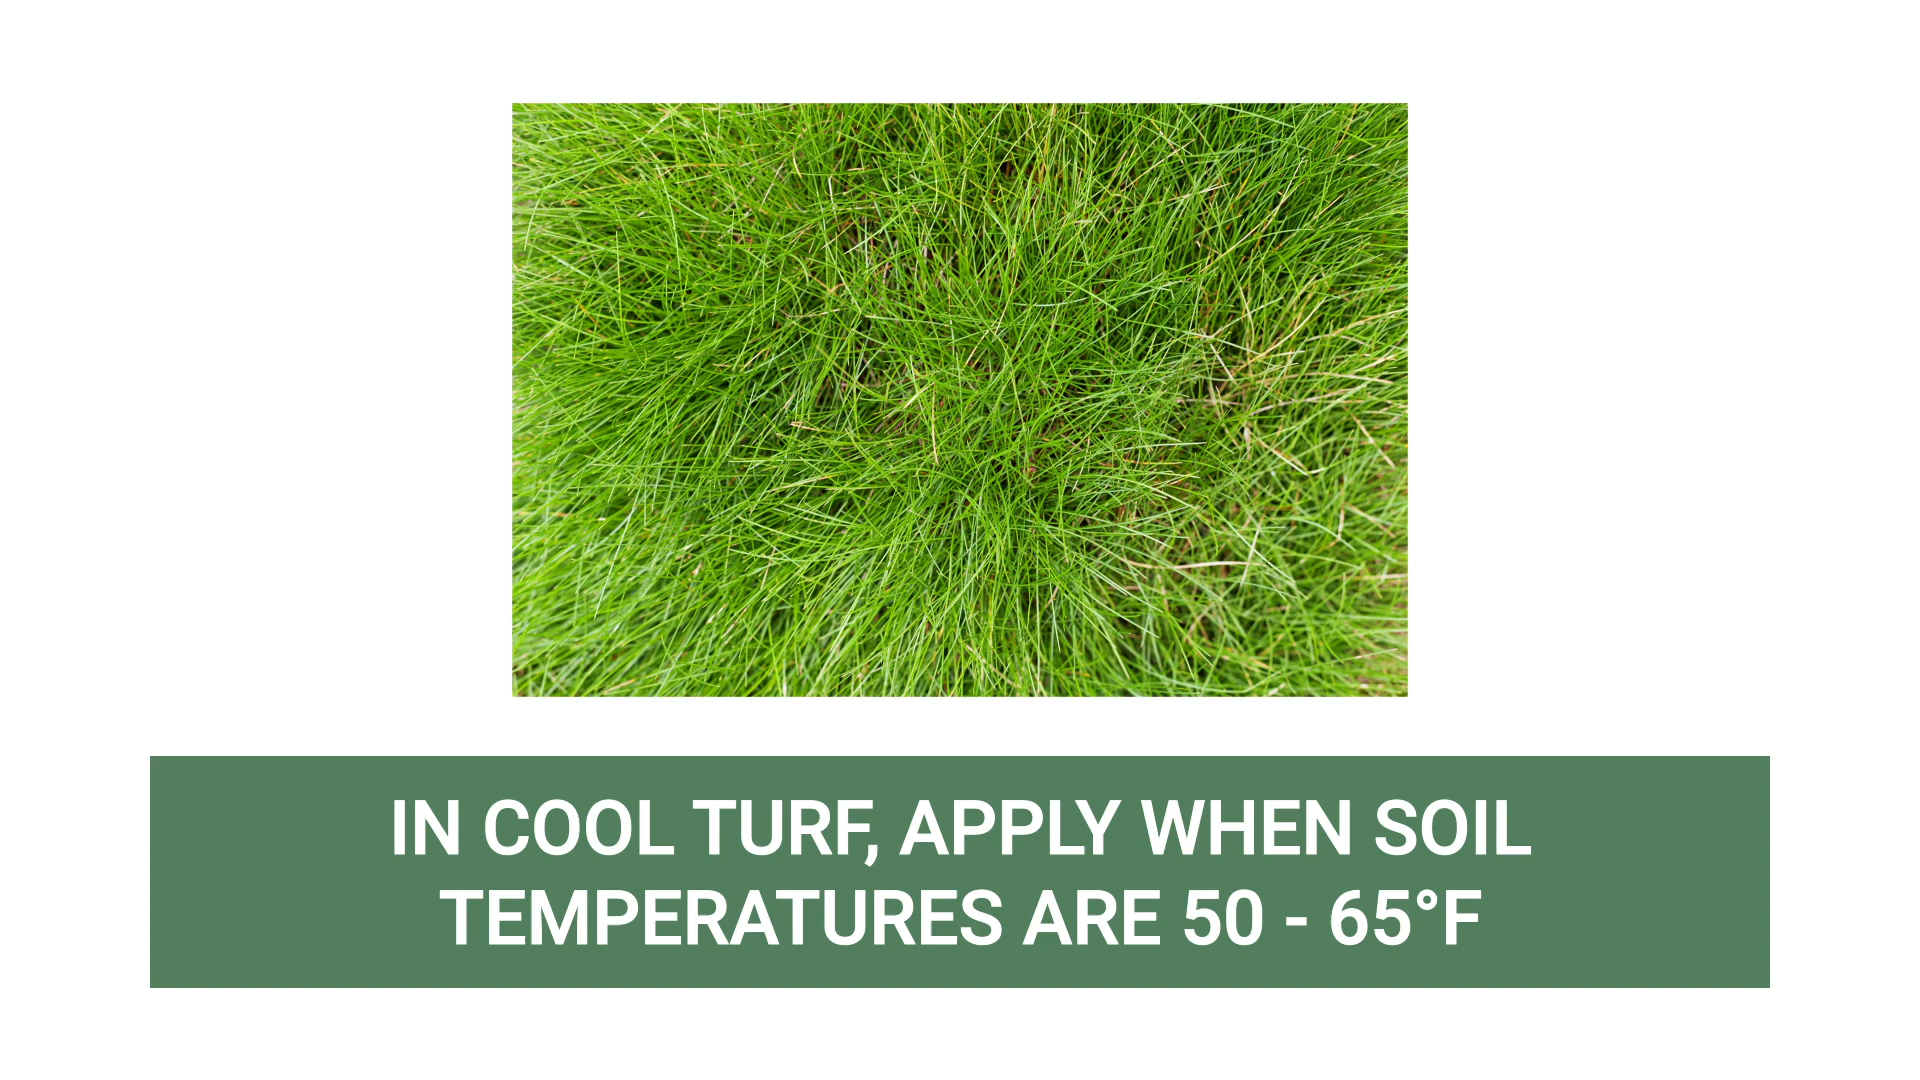 IN COOL TURF, APPLY WHEN SOIL
TEMPERATURES ARE 50 - 65°F